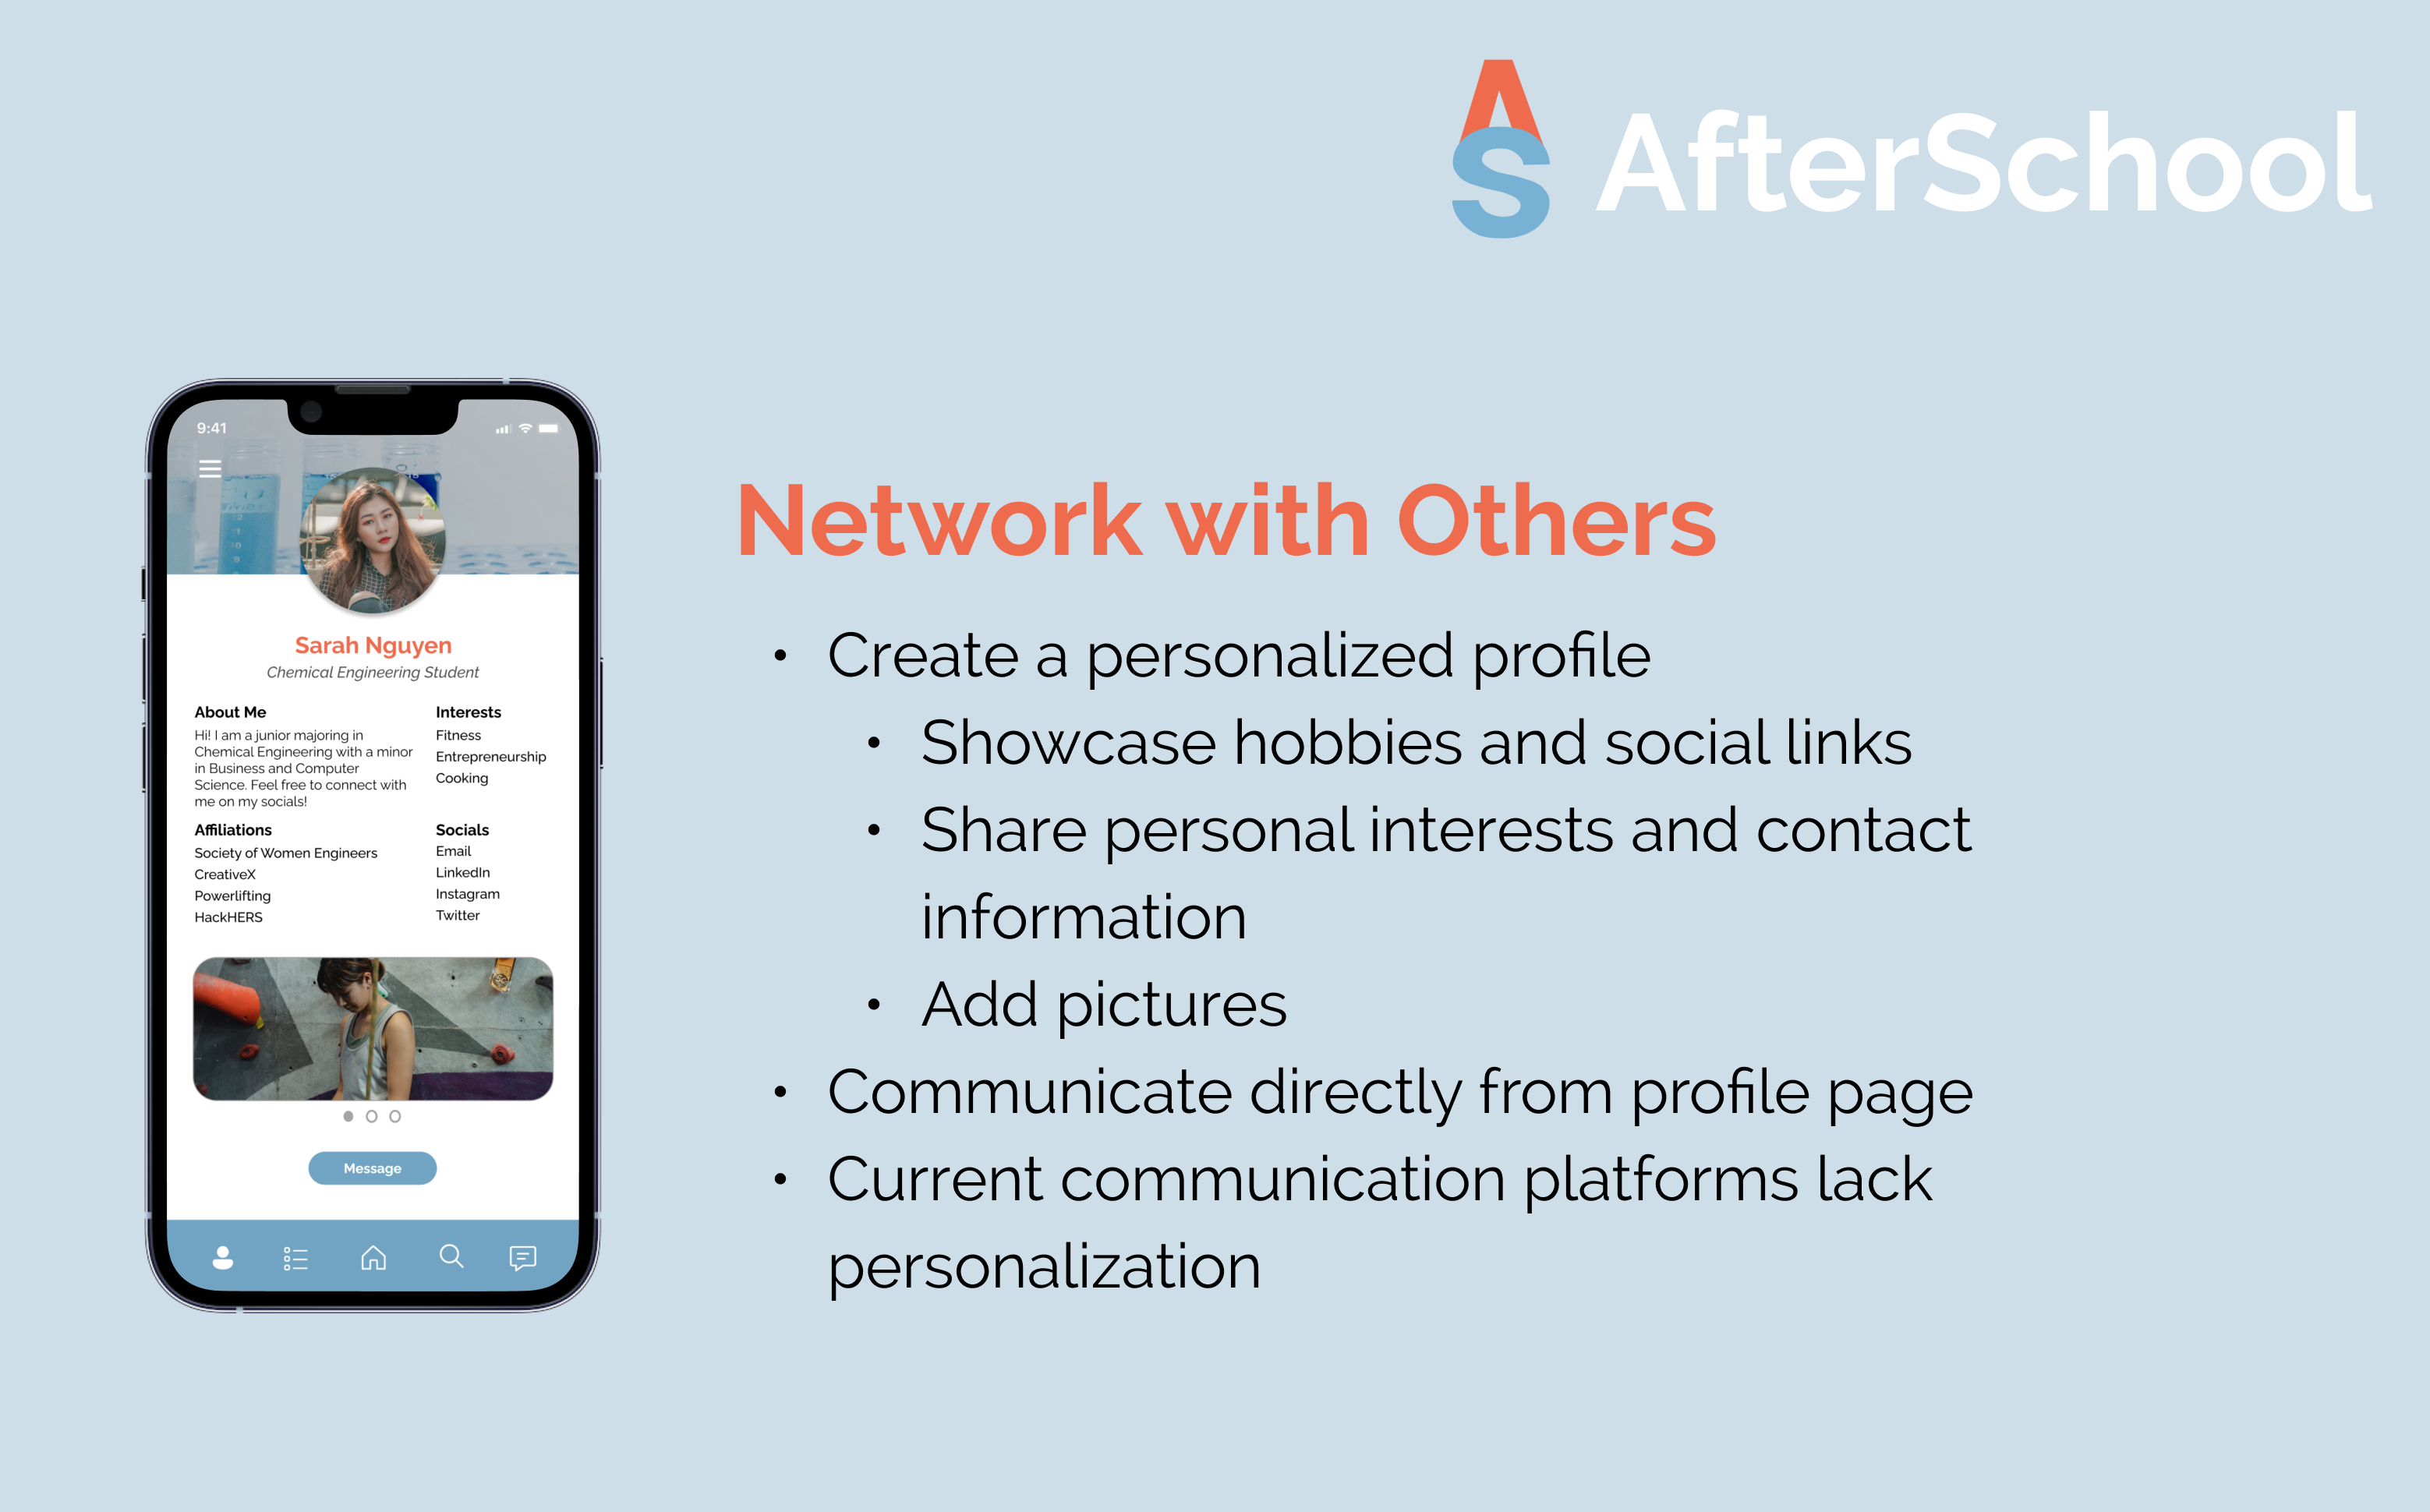 AS AfterSchool
9:41
Sarah Nguyen
Chemical Engineering Student
About Me
Hi! I am a junior majoring in
Chemical Engineering with a minor
in Business and Computer
Science. Feel free to connect with
me on my socials!
Interests
Fitness
Entrepreneurship
Cooking
Affiliations
Society of Women Engineers
CreativeX
Powerlifting
HackHERS
Socials
Email
LinkedIn
Instagram
Twitter
Message
Network with Others
• Create a personalized profile
• Showcase hobbies and social links
• Share personal interests and contact
information
• Add pictures
• Communicate directly from profile page
• Current communication platforms lack
personalization